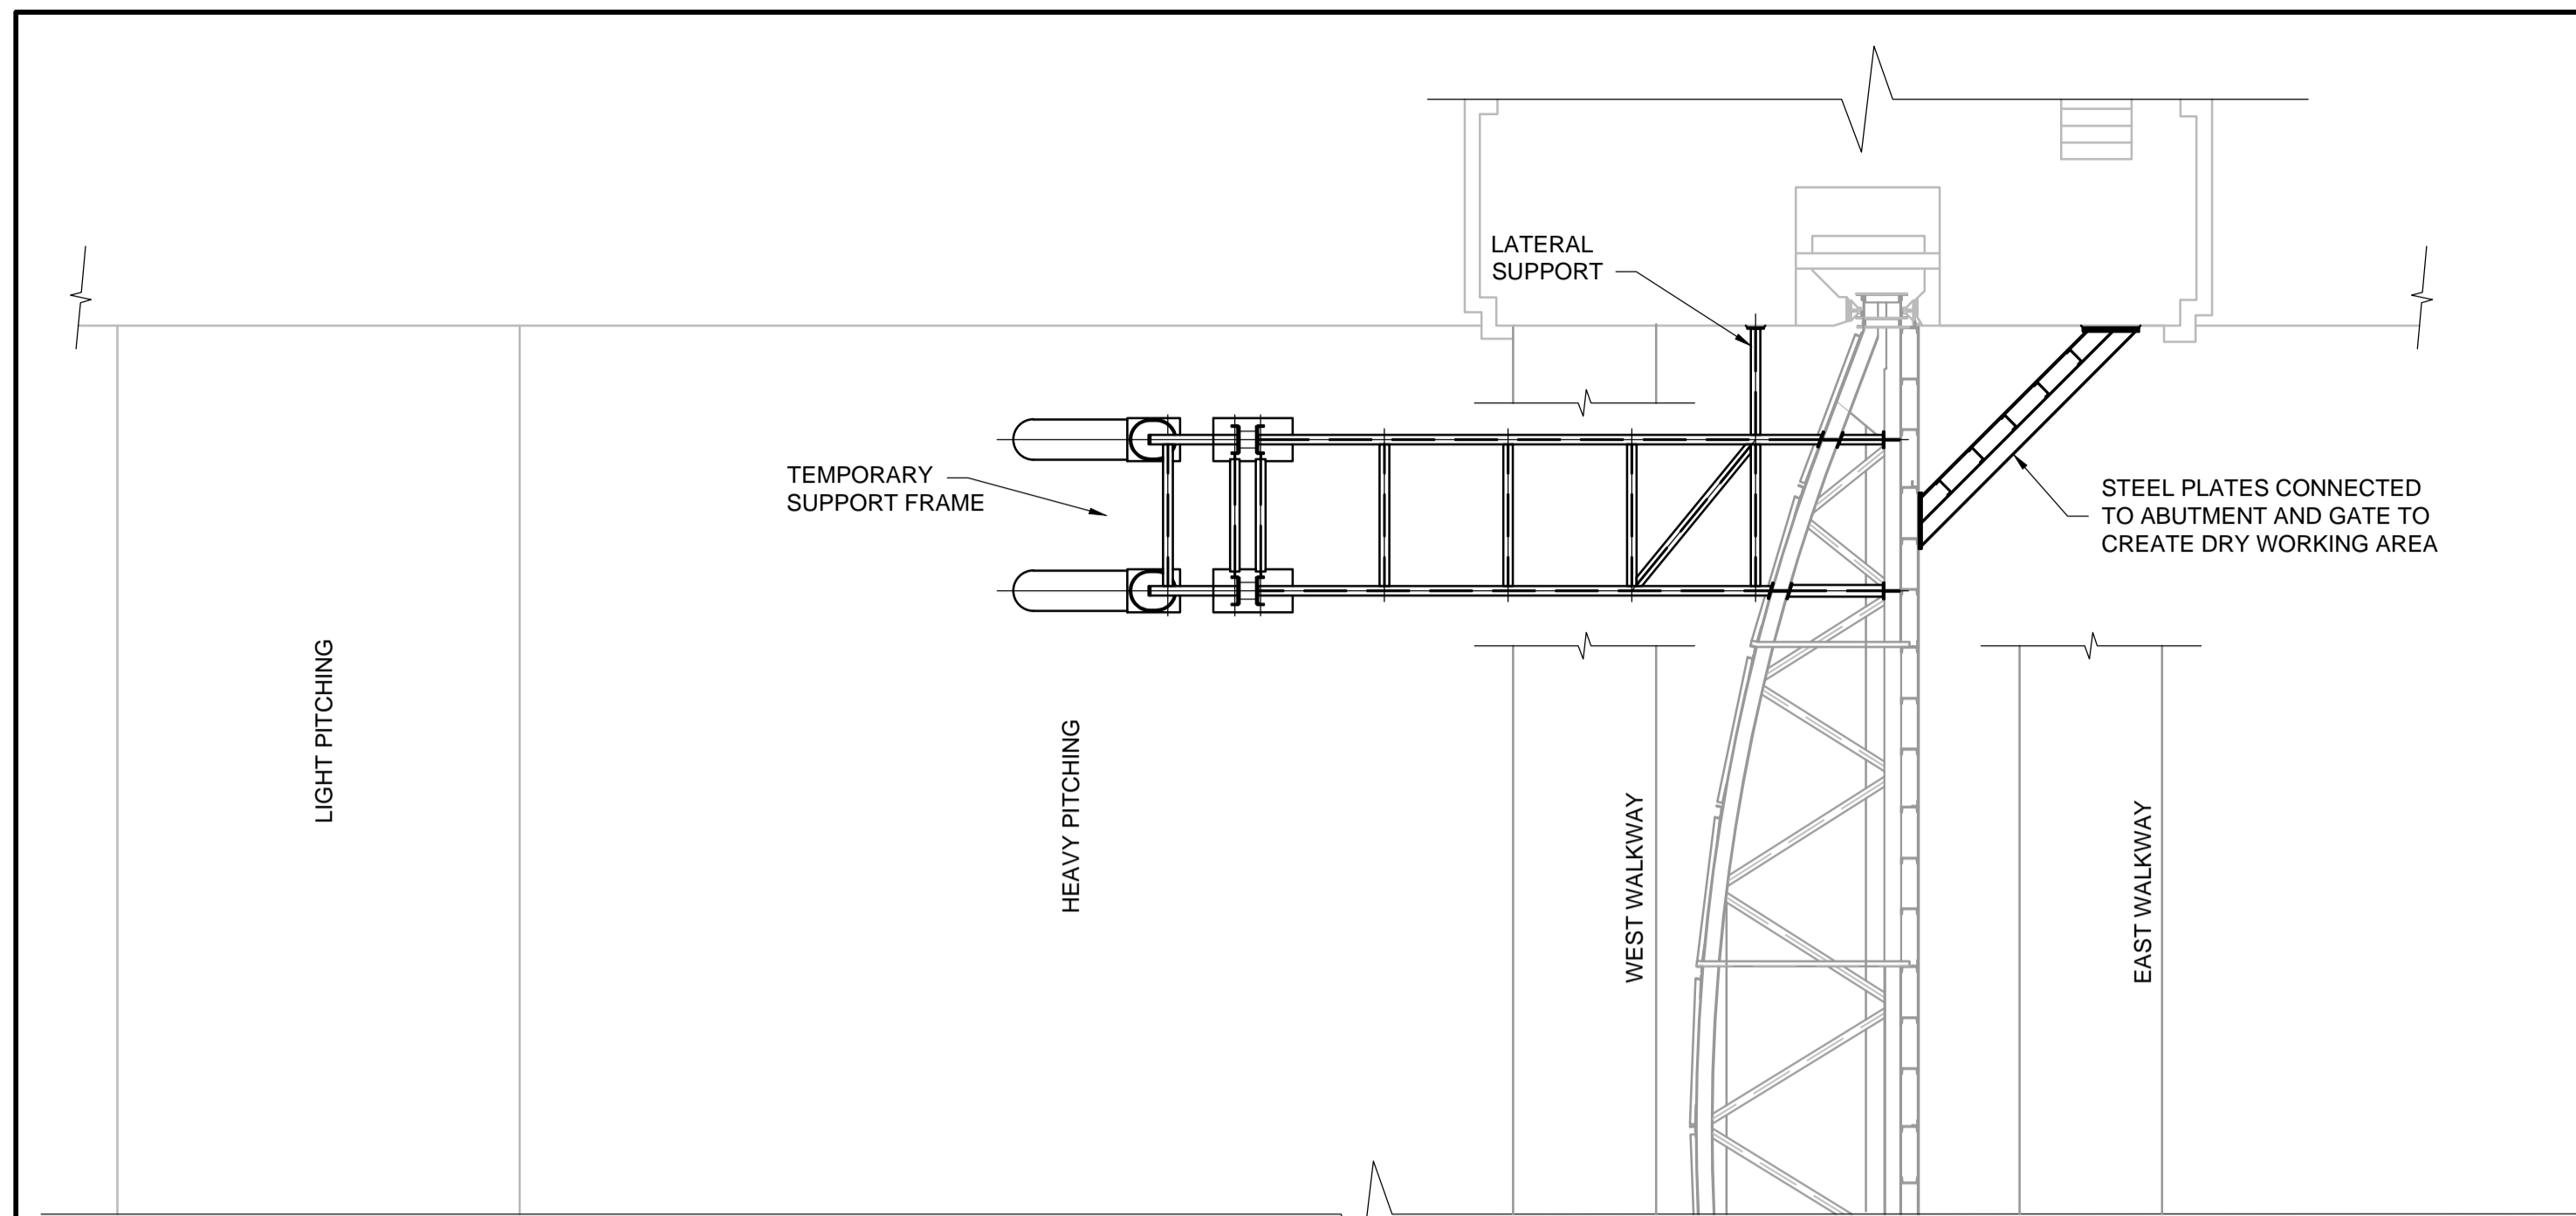 LATERAL
SUPPORT
TEMPORARY
SUPPORT FRAME
STEEL PLATES CONNECTED
TO ABUTMENT AND GATE TO
CREATE DRY WORKING AREA
LIGHT PITCHING
HEAVY PITCHING
WEST WALKWAY
EAST WALKWAY